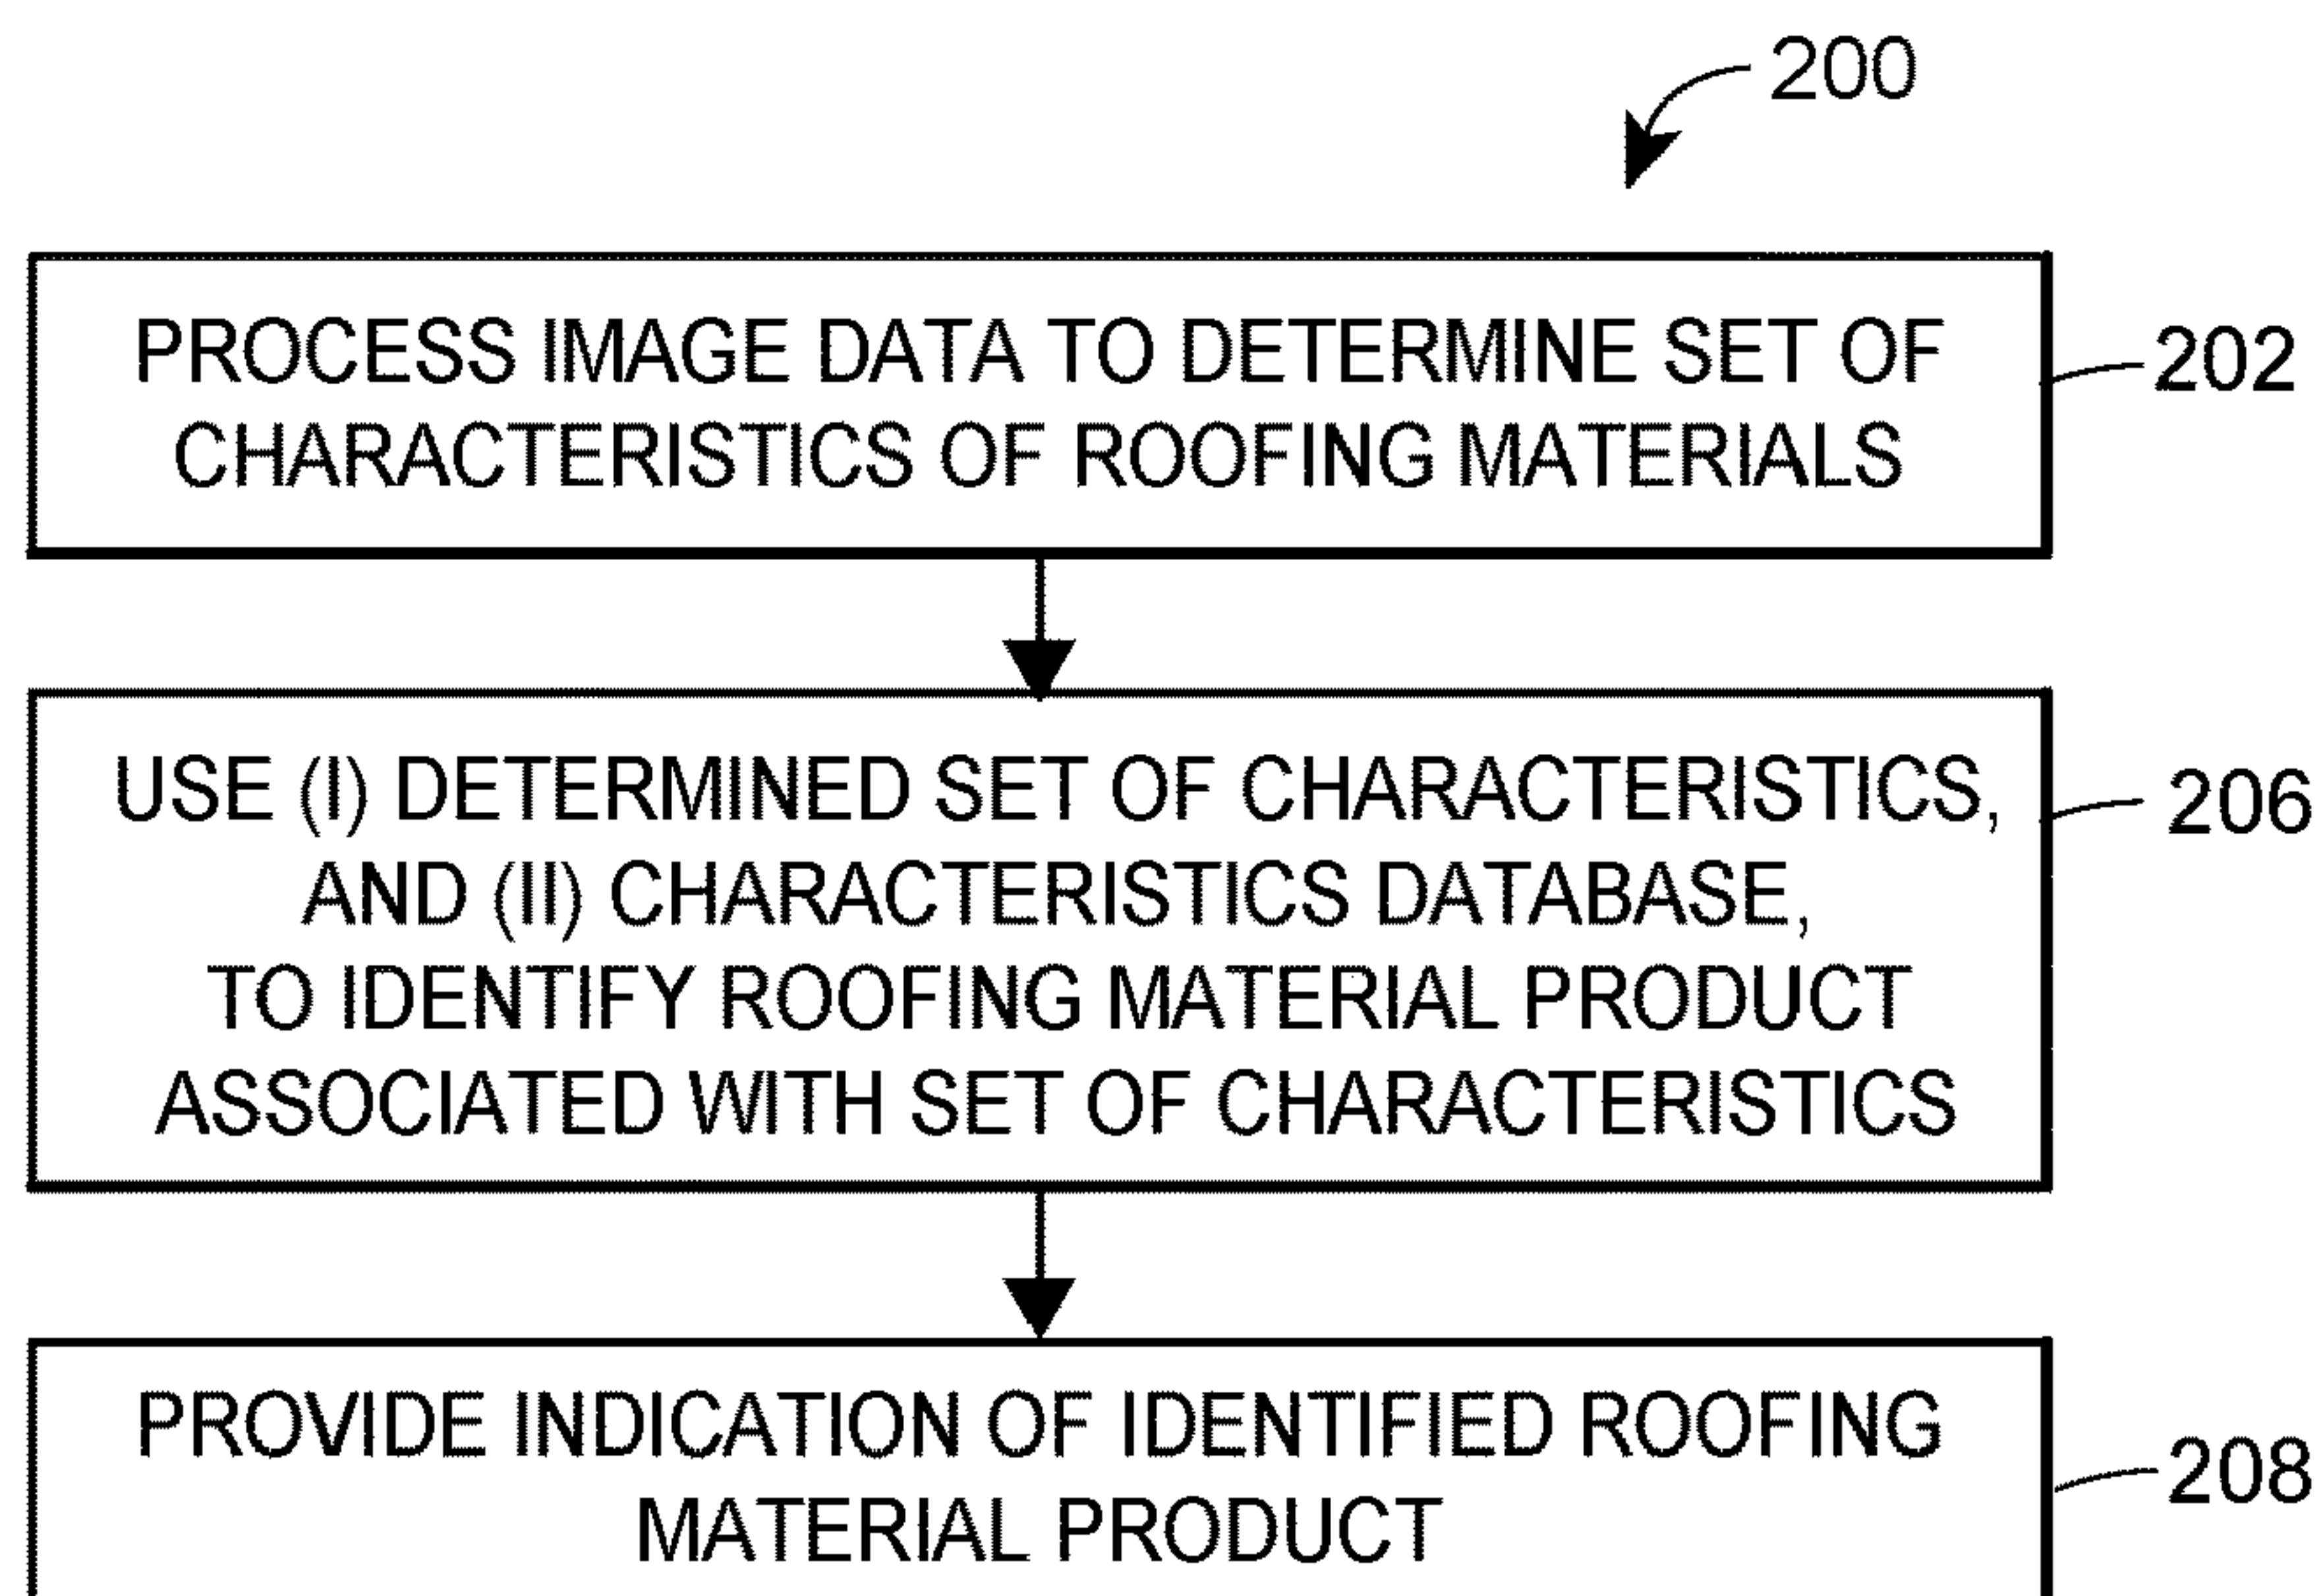 200
PROCESS IMAGE DATA TO DETERMINE SET OF
CHARACTERISTICS OF ROOFING MATERIALS
202
USE (I) DETERMINED SET OF CHARACTERISTICS,
AND (II) CHARACTERISTICS DATABASE,
TO IDENTIFY ROOFING MATERIAL PRODUCT
ASSOCIATED WITH SET OF CHARACTERISTICS
206
PROVIDE INDICATION OF IDENTIFIED ROOFING
MATERIAL PRODUCT
208